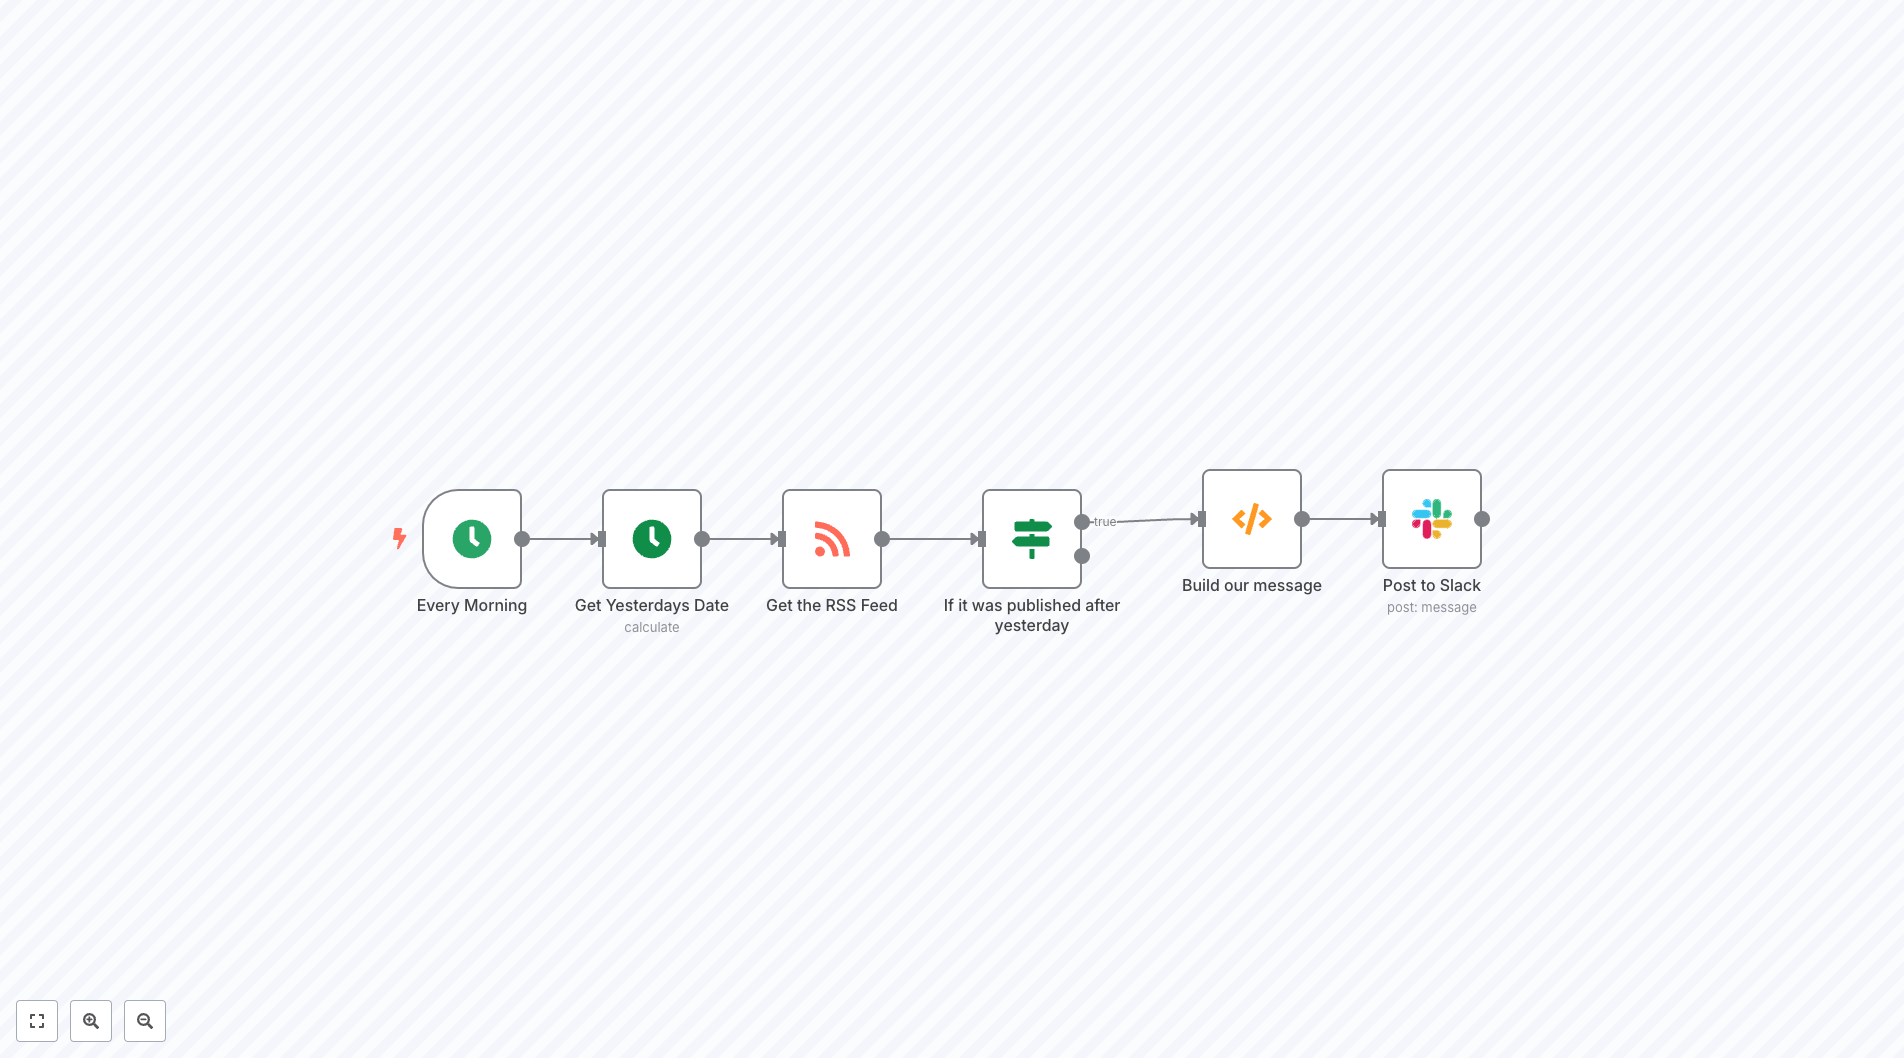 Every Morning
Get Yesterdays Date
calculate
Get the RSS Feed
If it was published after
yesterday
true
Build our message
Post to Slack
post: message